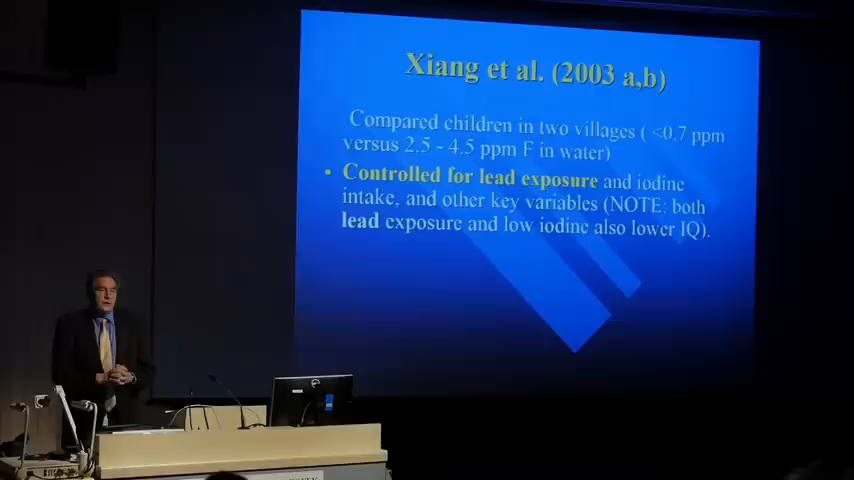 Xiang et al. (2003 a,b)
Compared children in two villages ( <0.7 ppm
versus 2.5 - 4.5 ppm F in water)
▪ Controlled for lead exposure and iodine
intake, and other key variables (NOTE: both
lead exposure and low iodine also lower IQ).